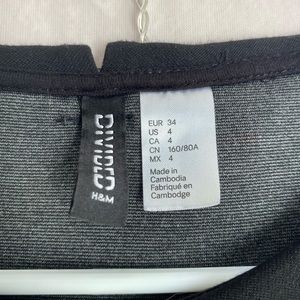 DIVIDED
H&M
EUR 34
US 4
CA 4
CN 160/80A
MX 4
Made in
Cambodia
Fabriqué en
Cambodge